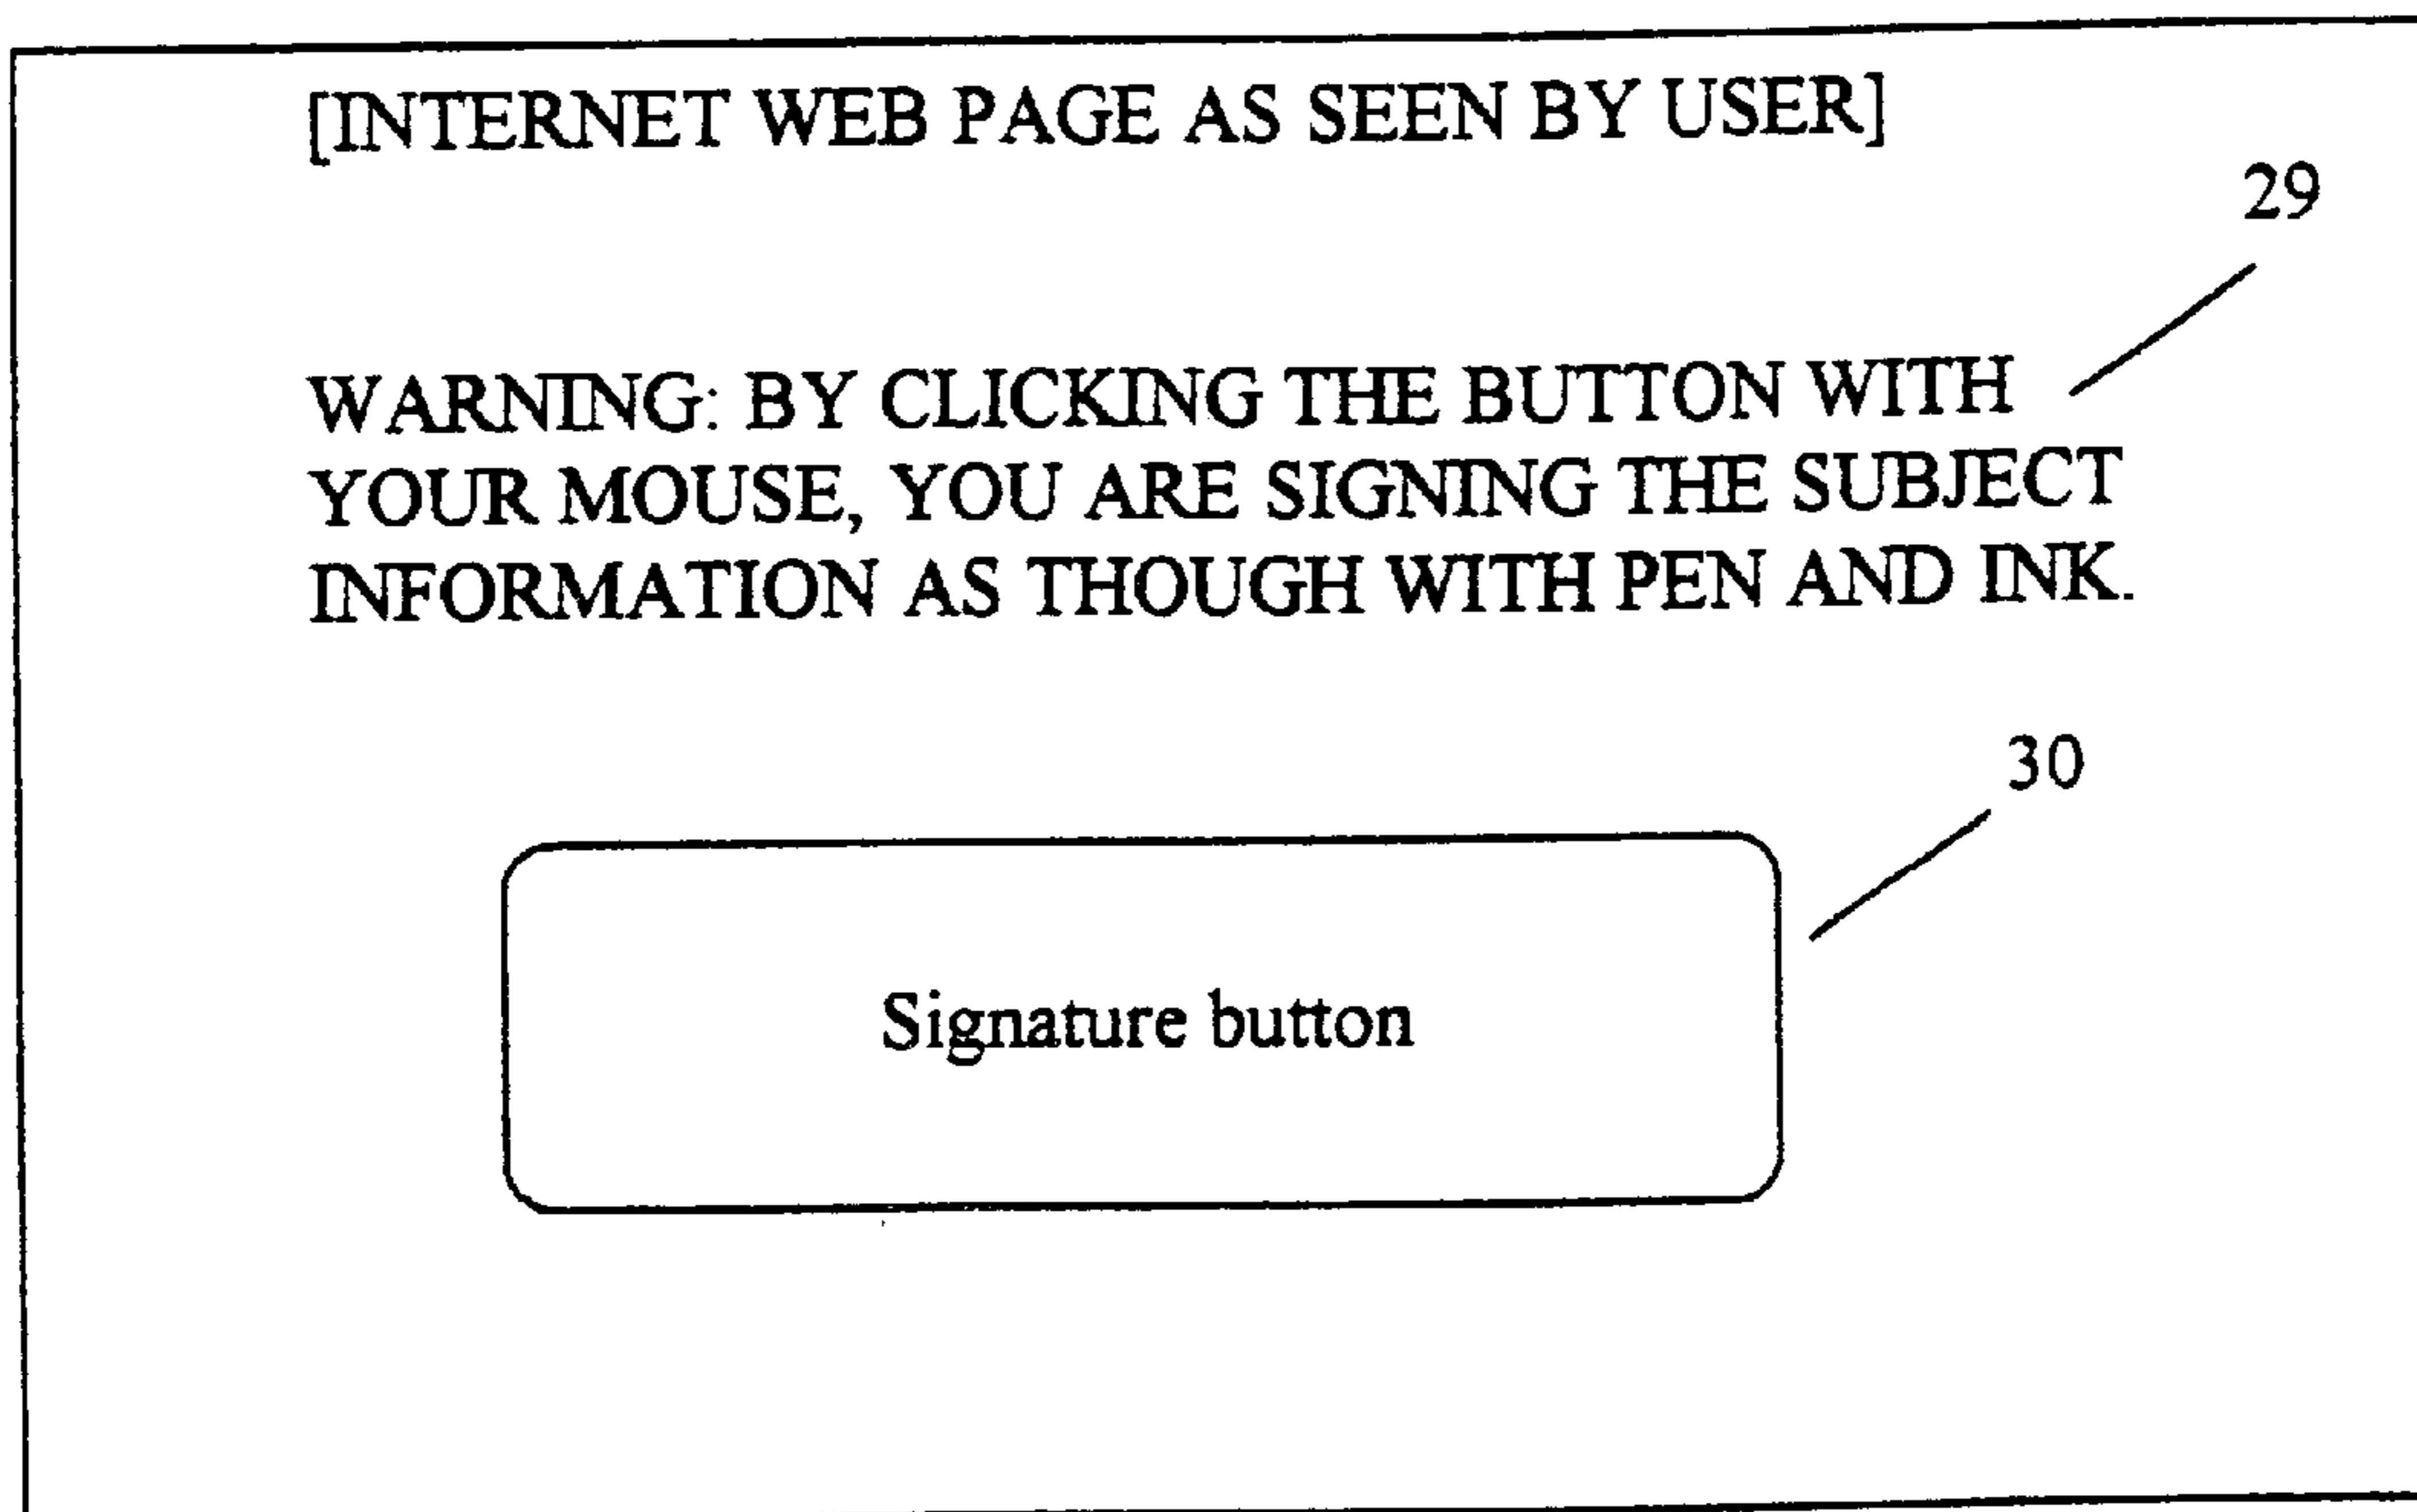 [INTERNET WEB PAGE AS SEEN BY USER]
29
WARNING: BY CLICKING THE BUTTON WITH
YOUR MOUSE, YOU ARE SIGNING THE SUBJECT
INFORMATION AS THOUGH WITH PEN AND INK.
30
Signature button